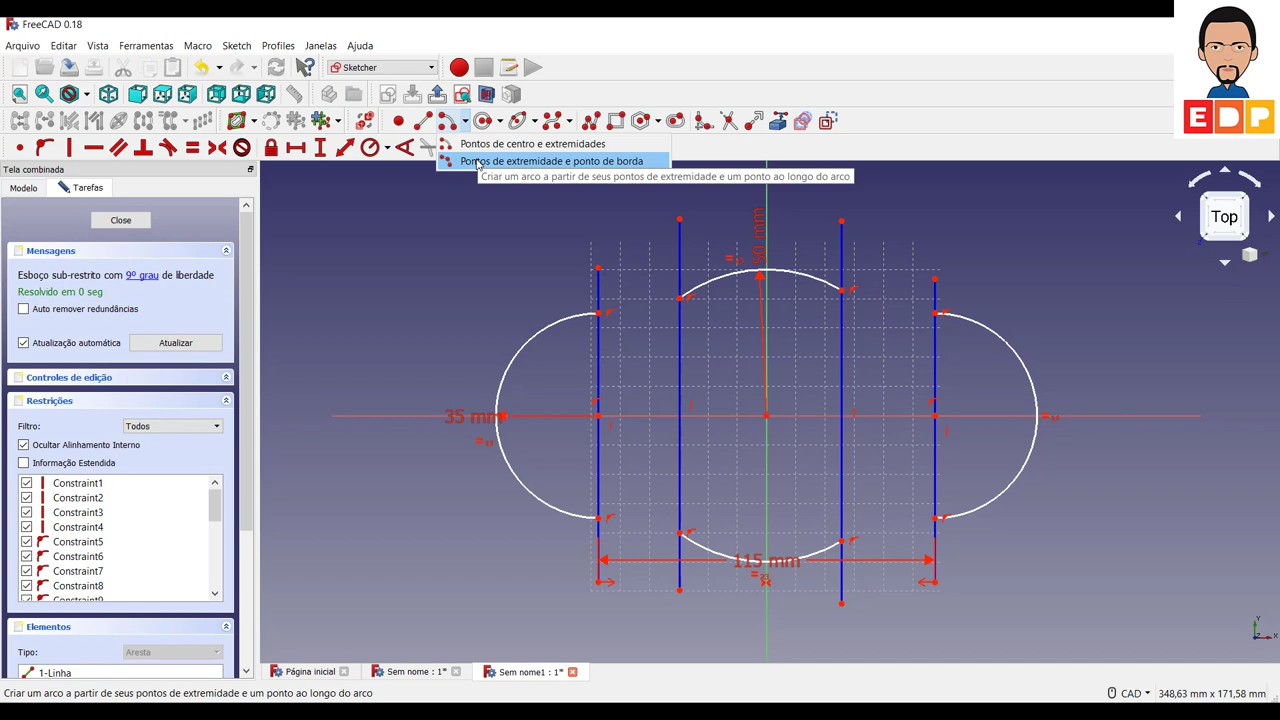 FreeCAD 0.18
Arquivo Editar Vista Ferramentas Macro Sketch Profiles Janelas Ajuda
Sketcher
EDP
Pontos de centro e extremidades
Pontos de extremidade e ponto de borda
Criar um arco a partir de seus pontos de extremidade e um ponto ao longo do arco
Tela combinada
Modelo Tarefas
Close
Mensagens
Esboço sub-restrito com 9º grau de liberdade
Resolvido em 0 seg
Auto remover redundâncias
Atualização automática Atualizar
Controles de edição
Restrições
Filtro: Todos
Ocultar Alinhamento Interno
Informação Estendida
Constraint1
Constraint2
Constraint3
Constraint4
Constraint5
Constraint6
Constraint7
Constraint8
Constraint9
Elementos
Tipo: Aresta
1-Linha
50 mm
35 mm
115 mm
Top
Y
Z X
Página inicial Sem nome : 1* Sem nome1 : 1*
Criar um arco a partir de seus pontos de extremidade e um ponto ao longo do arco
CAD 348,63 mm x 171,58 mm